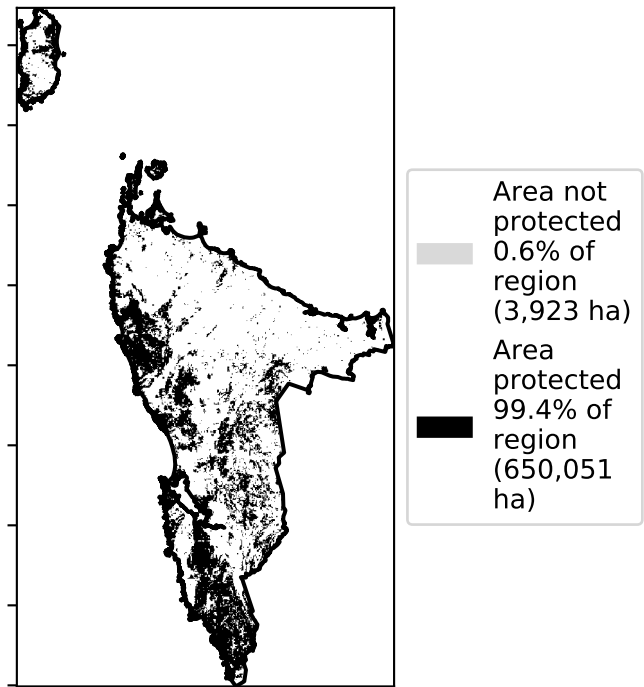 Area not
protected
0.6% of
region
(3,923 ha)
Area
protected
99.4% of
region
(650,051
ha)